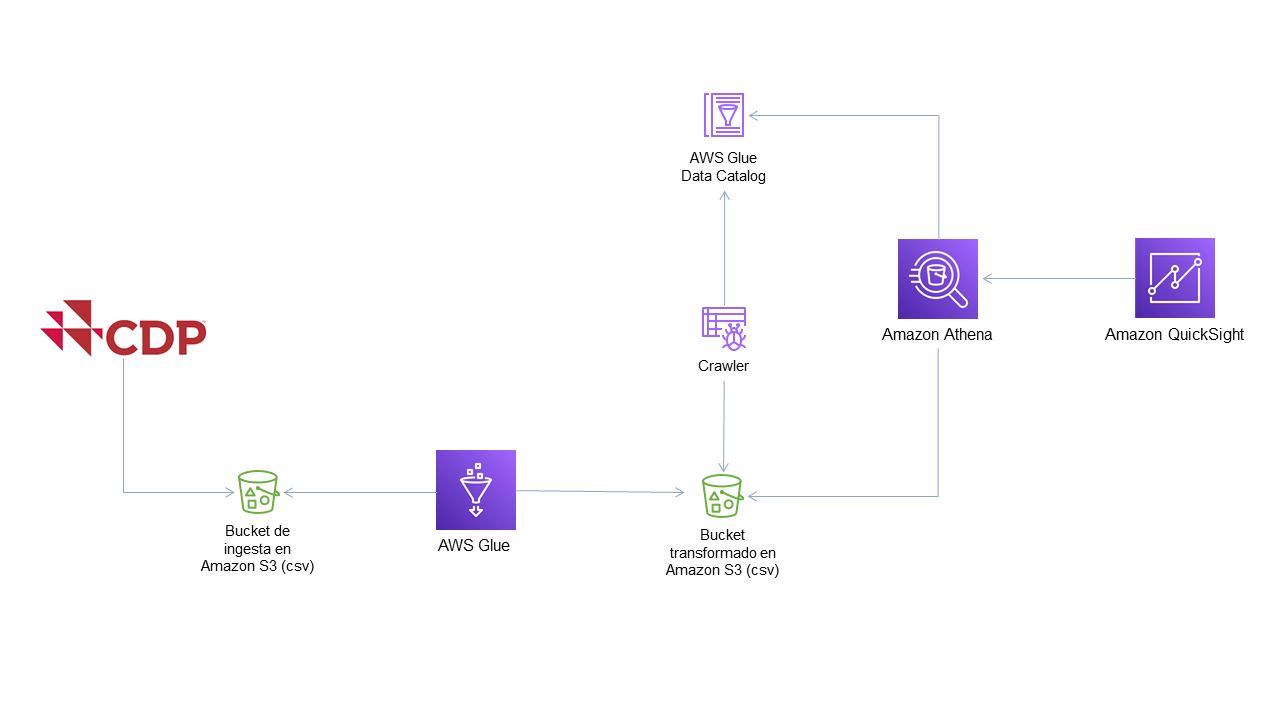 AWS Glue
Data Catalog
Crawler
Amazon Athena
Amazon QuickSight
CDP
Bucket de
ingesta en
Amazon S3 (csv)
AWS Glue
Bucket
transformado en
Amazon S3 (csv)